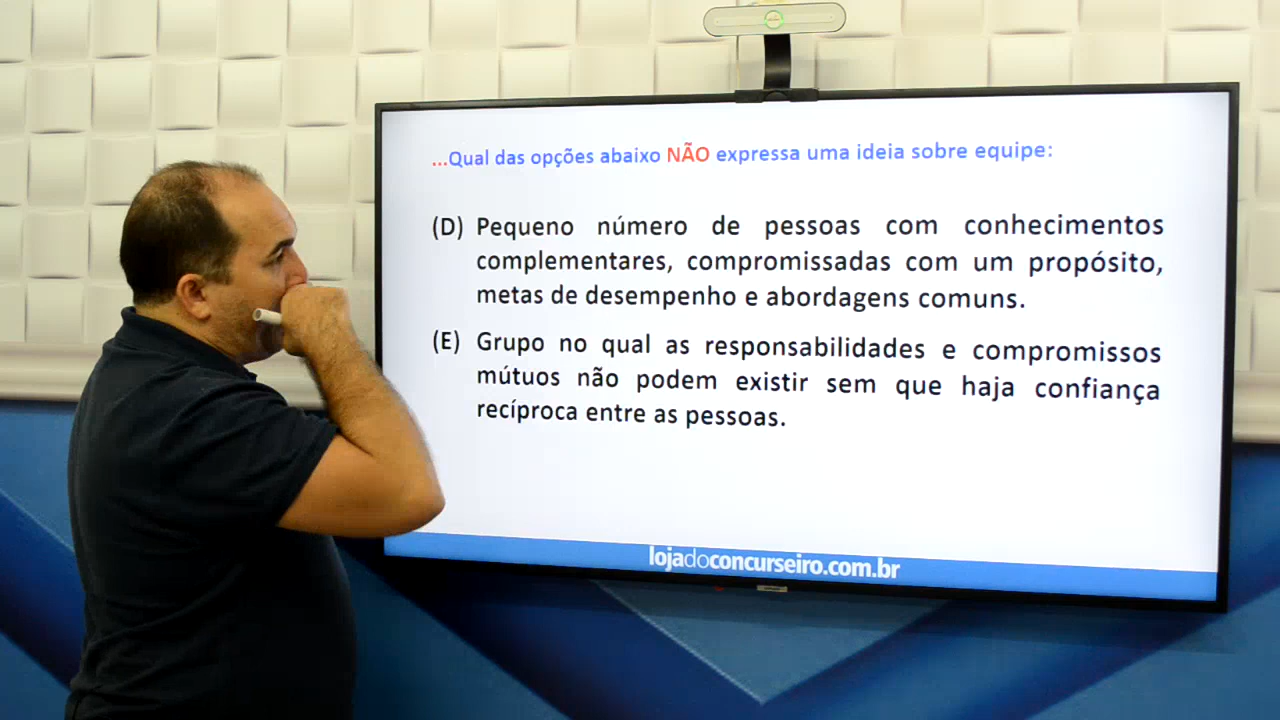 ...Qual das opções abaixo NÃO expressa uma ideia sobre equipe:
(D) Pequeno número de pessoas com conhecimentos
complementares, compromissadas com um propósito,
metas de desempenho e abordagens comuns.
(E) Grupo no qual as responsabilidades e compromissos
mútuos não podem existir sem que haja confiança
recíproca entre as pessoas.
lojadoconcurseiro.com.br